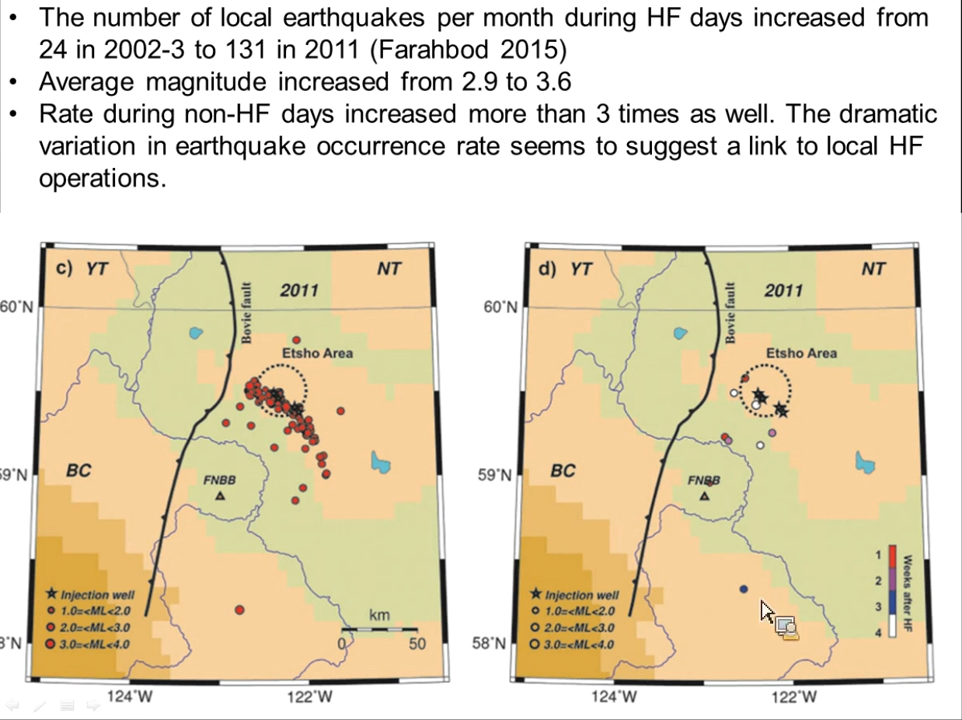 • The number of local earthquakes per month during HF days increased from
24 in 2002-3 to 131 in 2011 (Farahbod 2015)
• Average magnitude increased from 2.9 to 3.6
• Rate during non-HF days increased more than 3 times as well. The dramatic
variation in earthquake occurrence rate seems to suggest a link to local HF
operations.
c) YT
NT
2011
60°N
Bovie fault
Etsho Area
59°N
BC
FNBB
Injection well
1.0=<ML<2.0
2.0=<ML<3.0
3.0=<ML<4.0
km
0 50
8°N
124°W 122°W
d) YT
NT
2011
60°N
Bovie fault
Etsho Area
59°N
BC
FNBB
Injection well
1.0=<ML<2.0
2.0=<ML<3.0
3.0=<ML<4.0
1
2
3
4
Weeks after HF
58°N
124°W 122°W